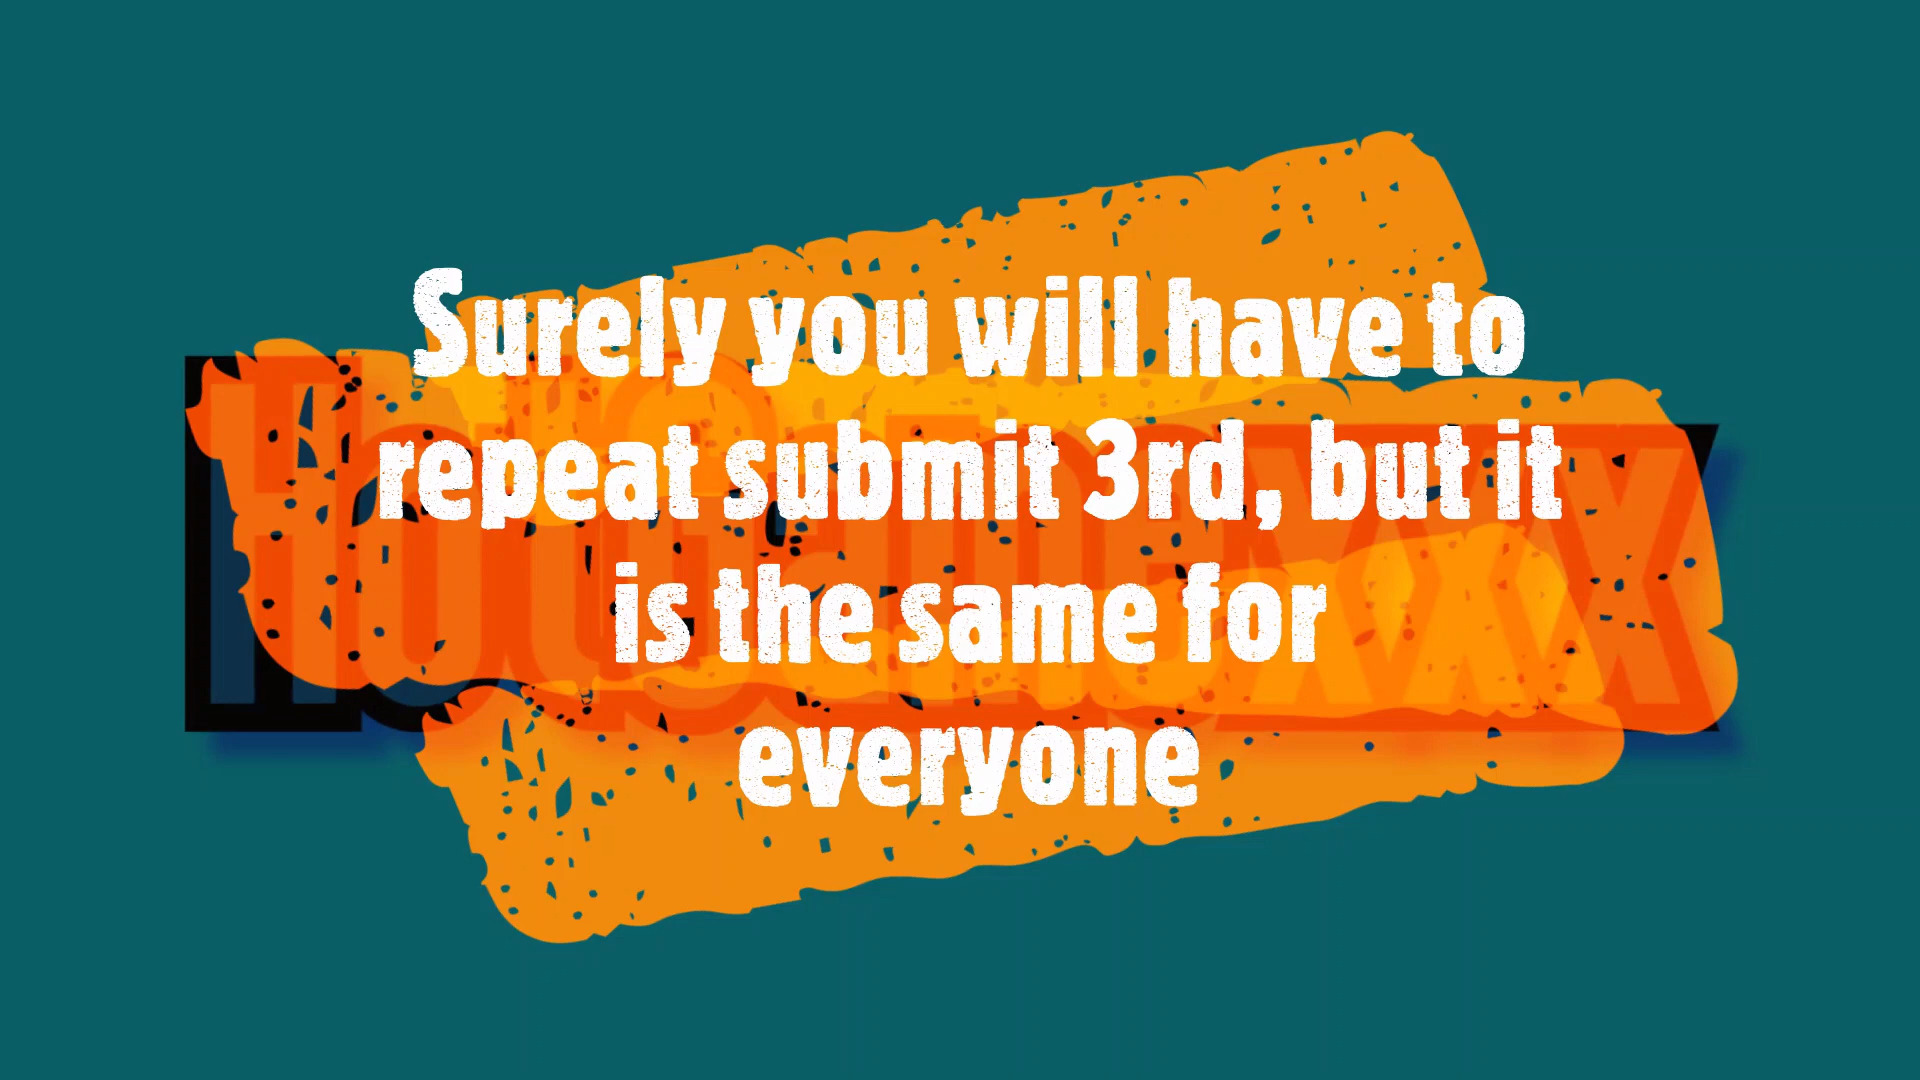 Surely you will have to
repeat submit 3rd, but it
is the same for
everyone